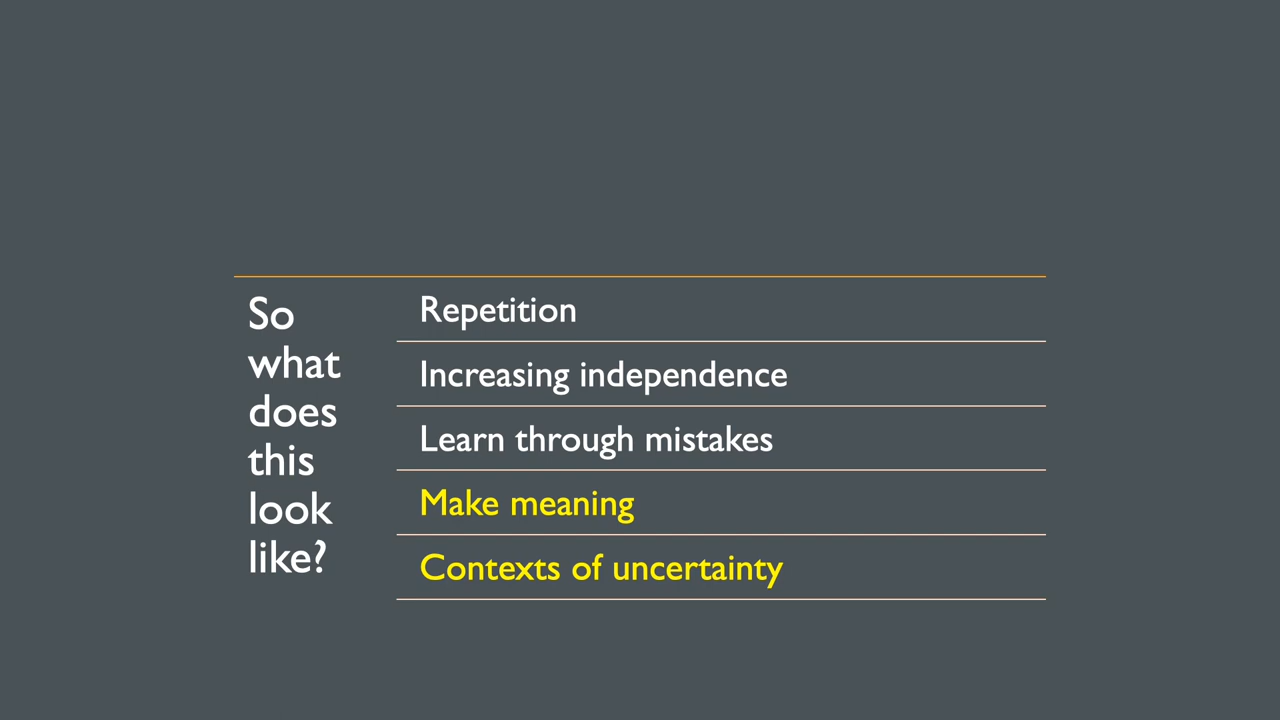 So
what
does
this
look
like?
Repetition
Increasing independence
Learn through mistakes
Make meaning
Contexts of uncertainty